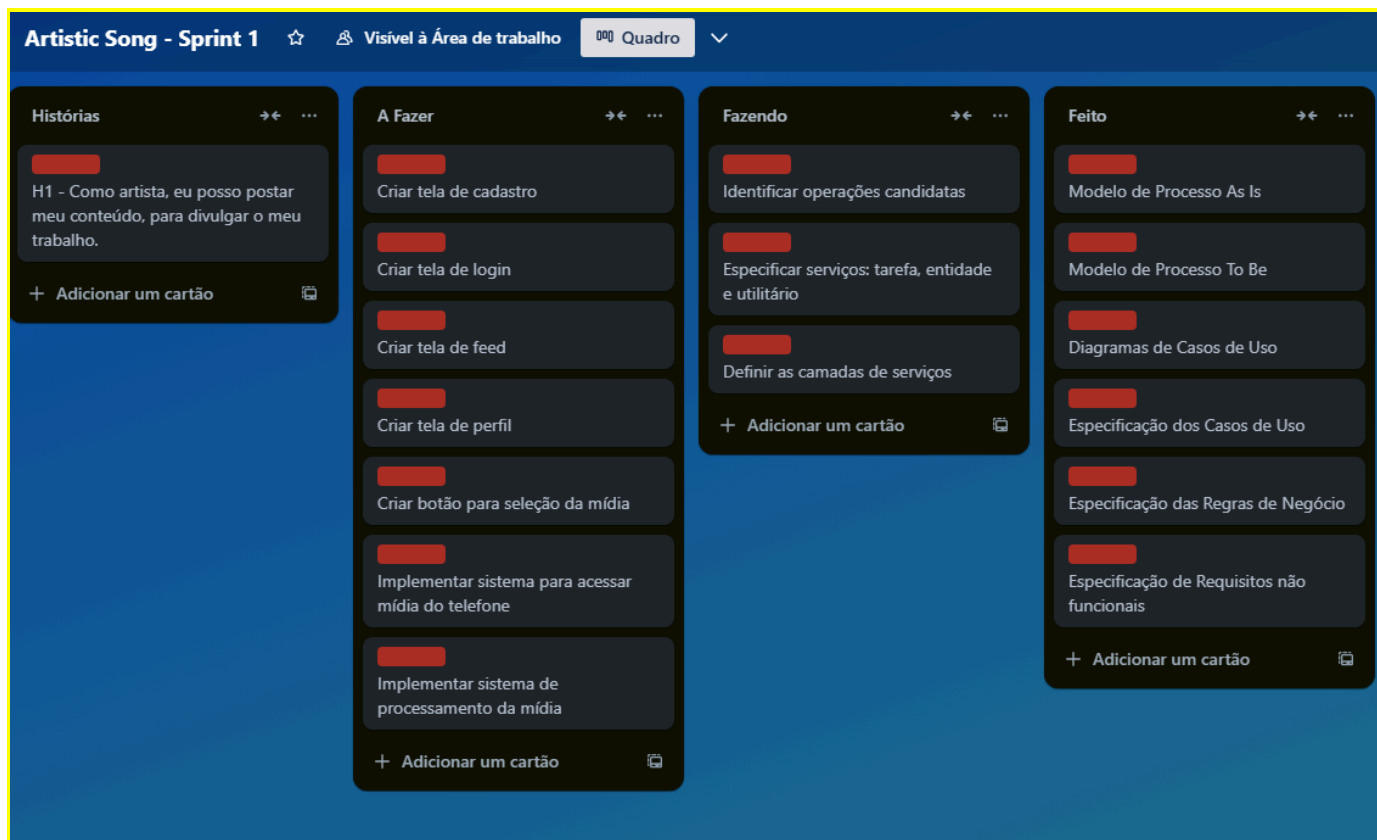 Artistic Song - Sprint 1
Visível à Área de trabalho
Quadro
Histórias
H1 - Como artista, eu posso postar
meu conteúdo, para divulgar o meu
trabalho.
+ Adicionar um cartão
A Fazer
Criar tela de cadastro
Criar tela de login
Criar tela de feed
Criar tela de perfil
Criar botão para seleção da mídia
Implementar sistema para acessar
mídia do telefone
Implementar sistema de
processamento da mídia
+ Adicionar um cartão
Fazendo
Identificar operações candidatas
Especificar serviços: tarefa, entidade
e utilitário
Definir as camadas de serviços
+ Adicionar um cartão
Feito
Modelo de Processo As Is
Modelo de Processo To Be
Diagramas de Casos de Uso
Especificação dos Casos de Uso
Especificação das Regras de Negócio
Especificação de Requisitos não
funcionais
+ Adicionar um cartão